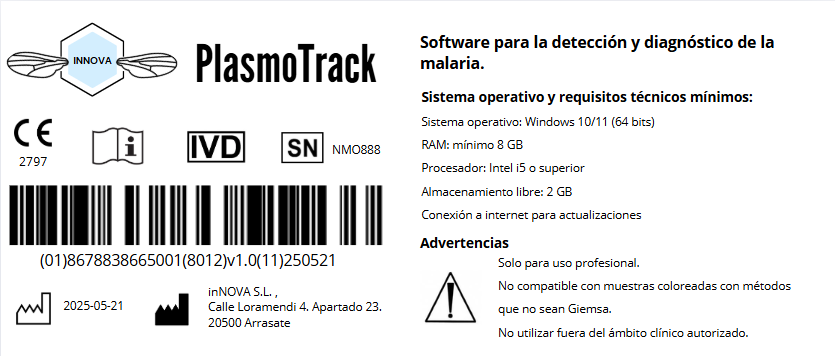 INNOVA
PlasmoTrack
CE
2797
i
IVD
SN
NMO888
(01)8678838665001(8012)v1.0(11)250521
2025-05-21
inNOVA S.L. ,
Calle Loramendi 4. Apartado 23.
20500 Arrasate
Software para la detección y diagnóstico de la
malaria.
Sistema operativo y requisitos técnicos mínimos:
Sistema operativo: Windows 10/11 (64 bits)
RAM: mínimo 8 GB
Procesador: Intel i5 o superior
Almacenamiento libre: 2 GB
Conexión a internet para actualizaciones
Advertencias
Solo para uso profesional.
No compatible con muestras coloreadas con métodos
que no sean Giemsa.
No utilizar fuera del ámbito clínico autorizado.